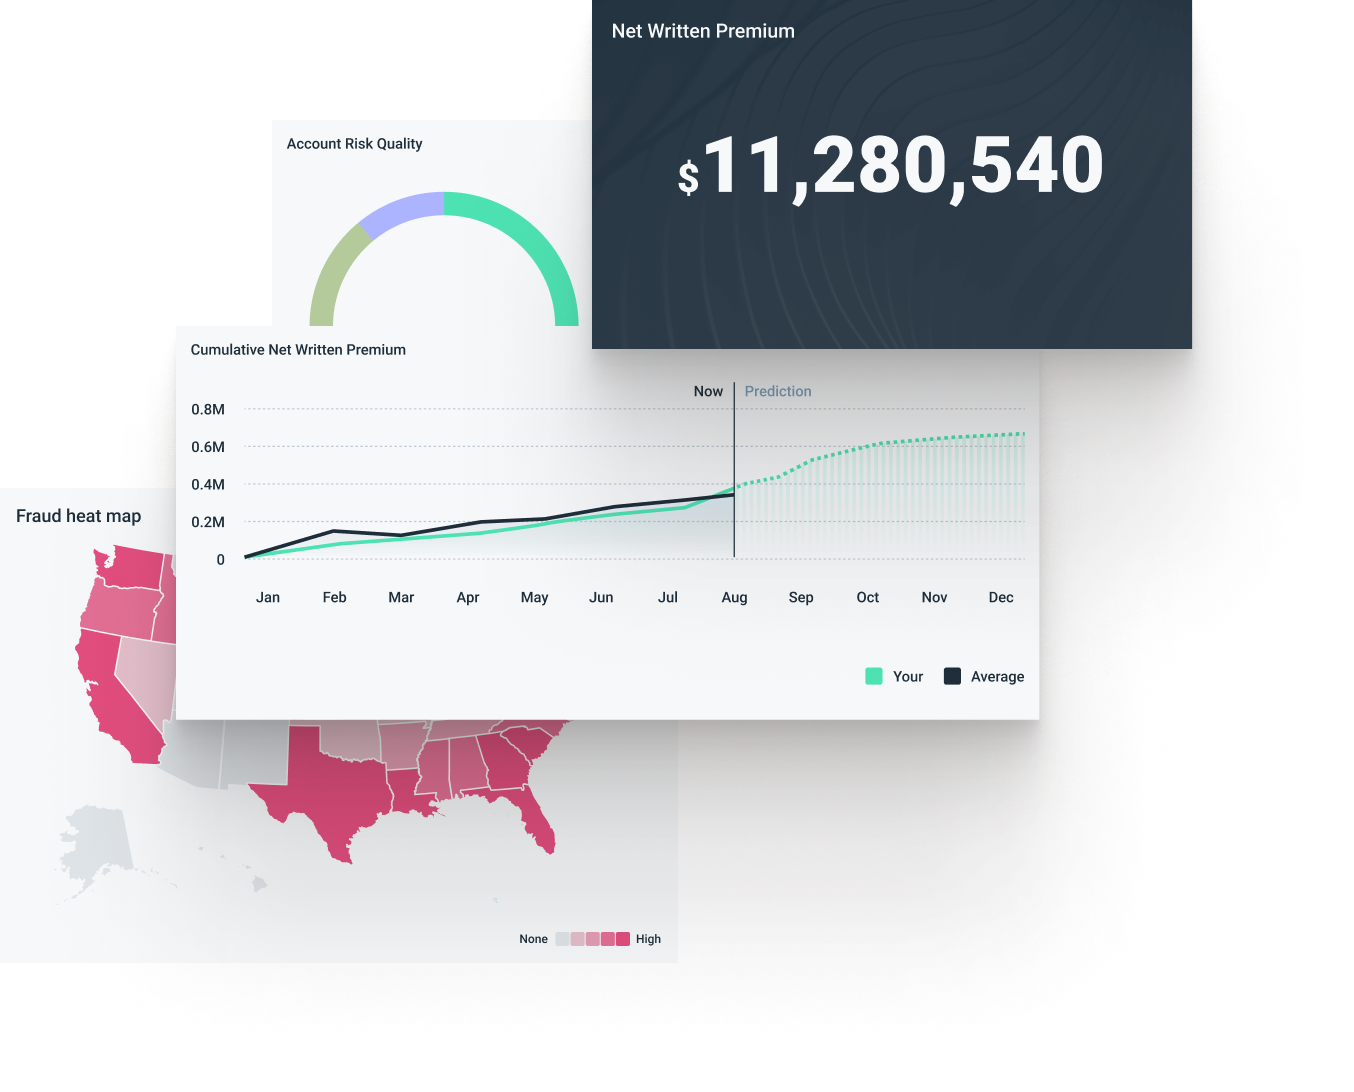 Net Written Premium
$11,280,540
Account Risk Quality
Cumulative Net Written Premium
Now Prediction
0.8M
0.6M
0.4M
0.2M
0
Jan Feb Mar Apr May Jun Jul Aug Sep Oct Nov Dec
Your Average
Fraud heat map
None High